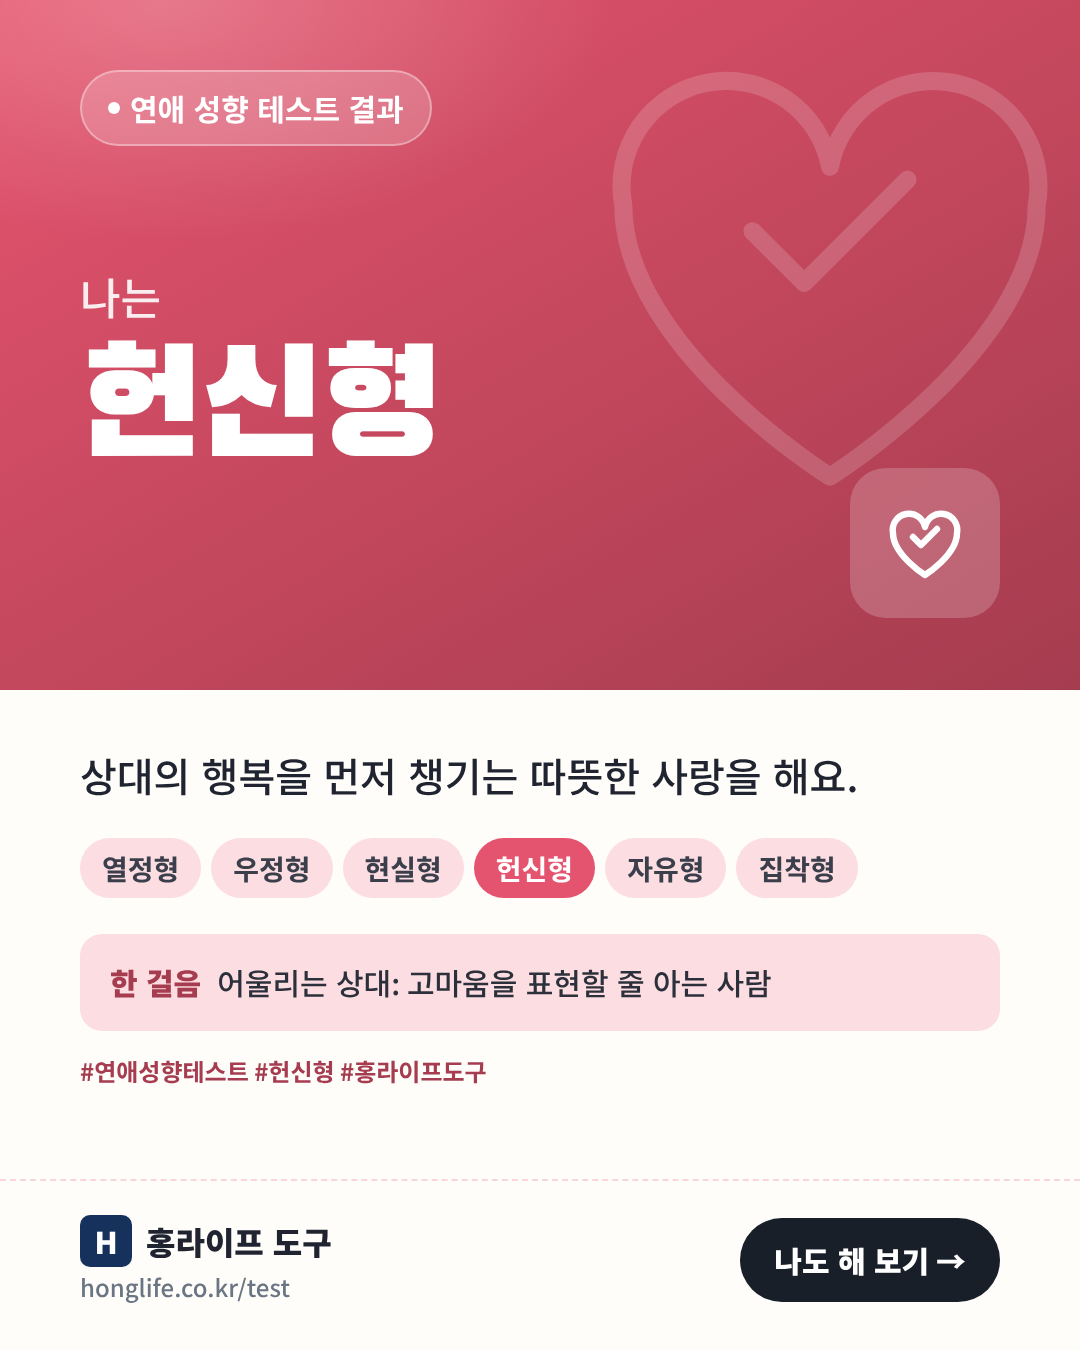 연애 성향 테스트 결과
나는
헌신형
상대의 행복을 먼저 챙기는 따뜻한 사랑을 해요.
열정형 우정형 현실형 헌신형 자유형 집착형
한 걸음 어울리는 상대: 고마움을 표현할 줄 아는 사람
#연애성향테스트 #헌신형 #홍라이프도구
H 홍라이프 도구
honglife.co.kr/test
나도 해 보기 →